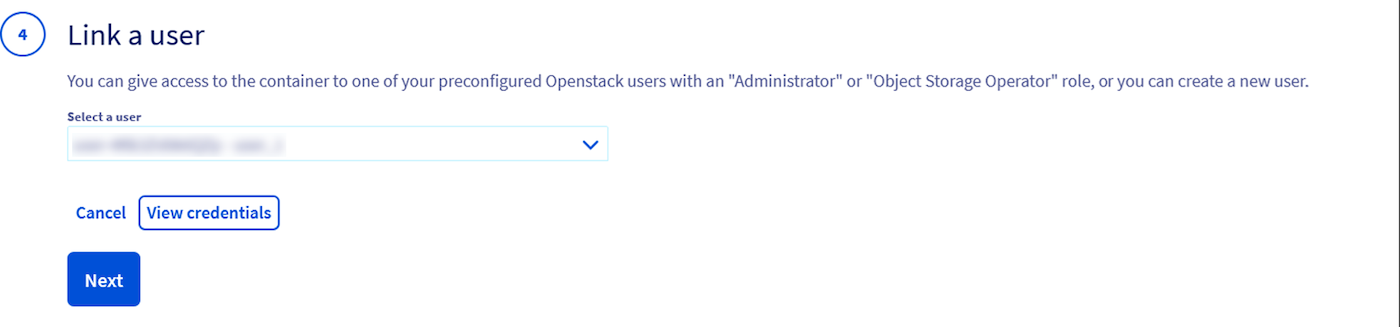 4
Link a user
You can give access to the container to one of your preconfigured Openstack users with an "Administrator" or "Object Storage Operator" role, or you can create a new user.
Select a user
Cancel
View credentials
Next